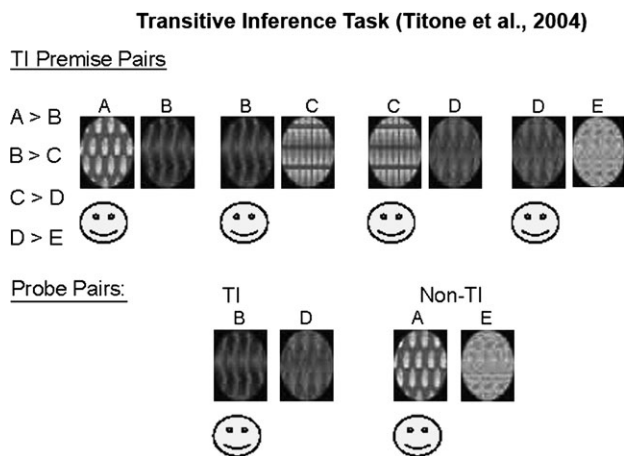 Transitive Inference Task (Titone et al., 2004)
TI Premise Pairs
A > B
B > C
C > D
D > E
A B B C C D D E
Probe Pairs:
TI Non-TI
B D A E